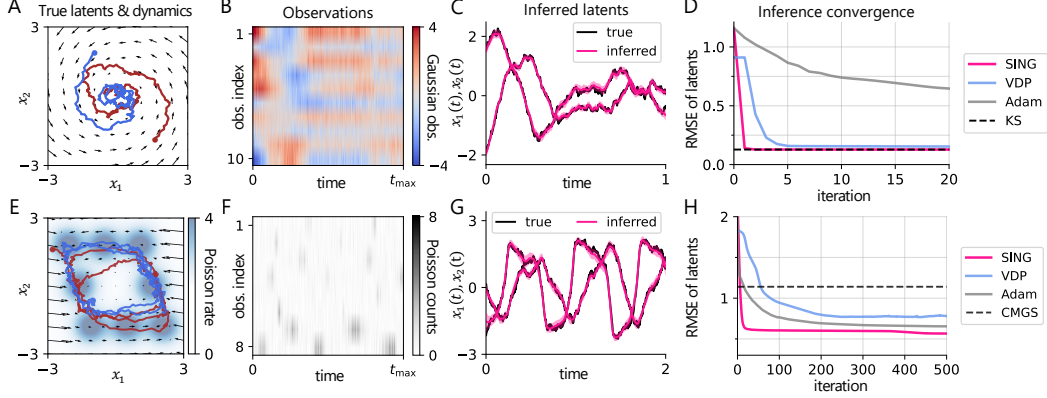 A True latents & dynamics
3
x₂
−3
−3
x₁
3
B Observations
obs. index
1
10
0
time
t_max
4
Gaussian obs.
−4
C Inferred latents
x₁(t), x₂(t)
2
0
−2
0
time
1
true
inferred
D Inference convergence
RMSE of latents
1.0
0.5
0.0
0 5 10 15 20
iteration
SING
VDP
Adam
KS
E
3
x₂
−3
−3
x₁
3
4
Poisson rate
0
F
obs. index
1
8
0
time
t_max
8
Poisson counts
0
G
x₁(t), x₂(t)
3
0
−3
0
time
2
true
inferred
H
RMSE of latents
2
1
0 100 200 300 400 500
iteration
SING
VDP
Adam
CMGS